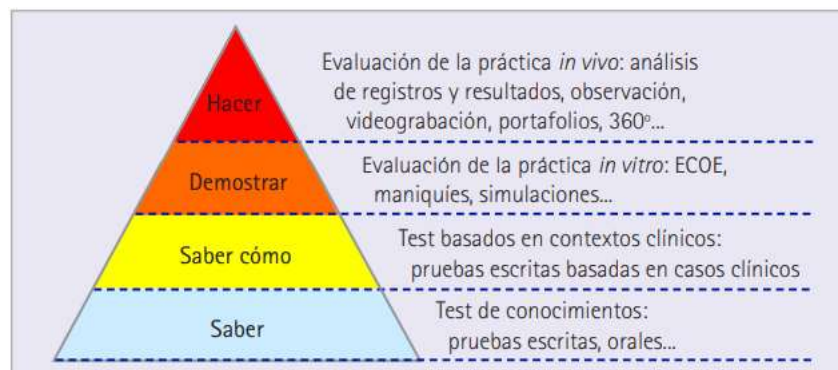 Hacer
Evaluación de la práctica in vivo: análisis
de registros y resultados, observación,
videograbación, portafolios, 360º...
Demostrar
Evaluación de la práctica in vitro: ECOE,
maniquíes, simulaciones...
Saber cómo
Test basados en contextos clínicos:
pruebas escritas basadas en casos clínicos
Saber
Test de conocimientos:
pruebas escritas, orales...